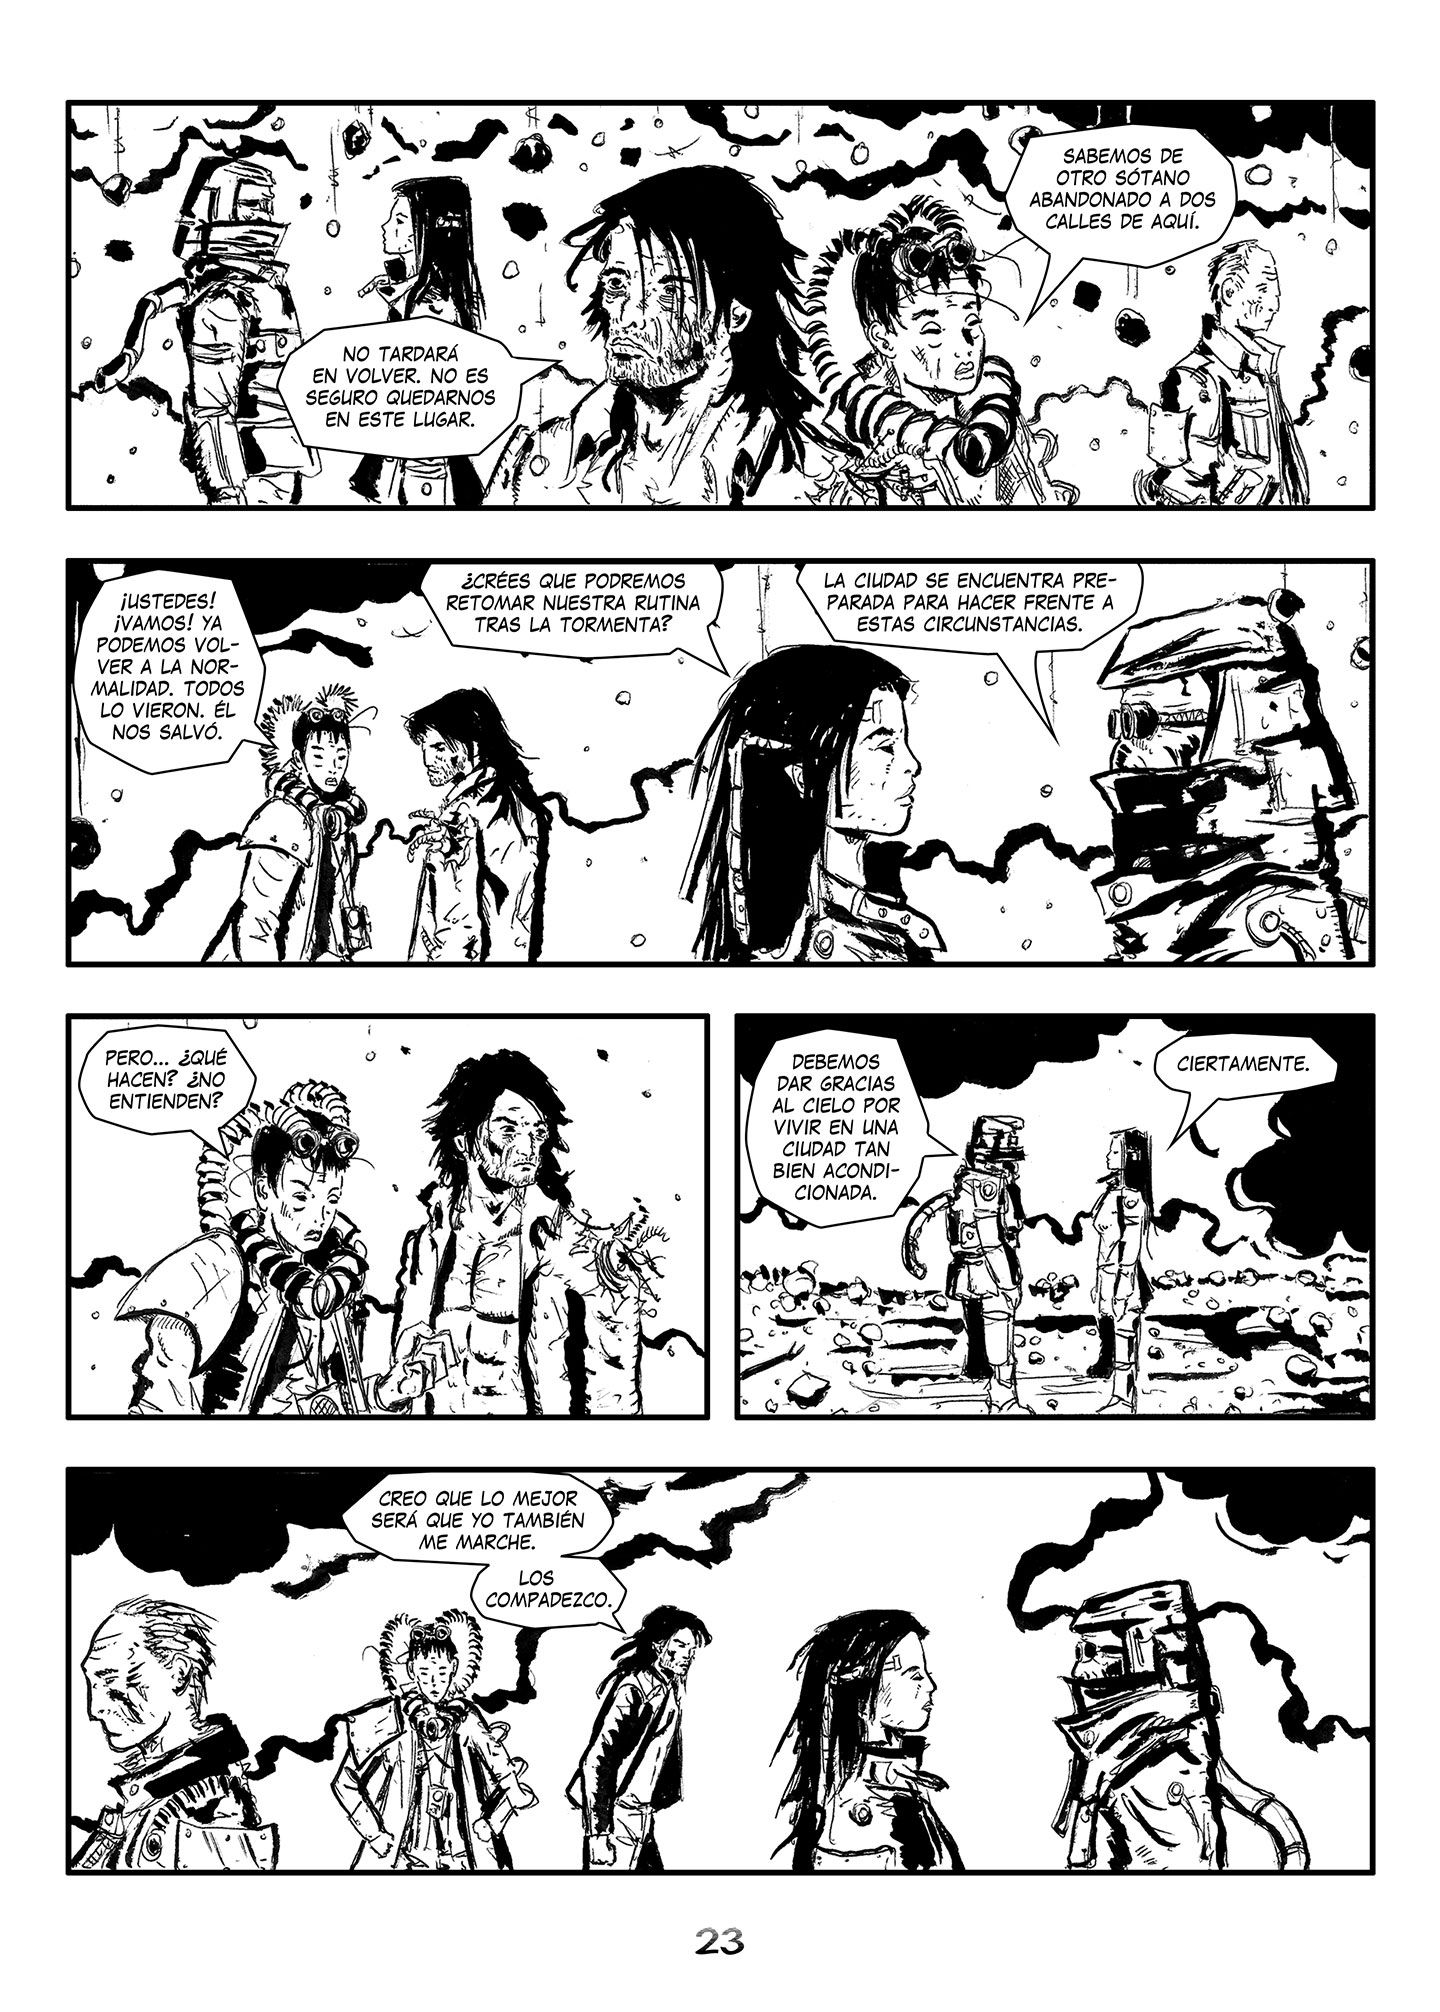 NO TARDARÁ
EN VOLVER. NO ES
SEGURO QUEDARNOS
EN ESTE LUGAR.
SABEMOS DE
OTRO SÓTANO
ABANDONADO A DOS
CALLES DE AQUÍ.
¡USTEDES!
¡VAMOS! YA
PODEMOS VOL-
VER A LA NOR-
MALIDAD. TODOS
LO VIERON. ÉL
NOS SALVÓ.
¿CRÉES QUE PODREMOS
RETOMAR NUESTRA RUTINA
TRAS LA TORMENTA?
LA CIUDAD SE ENCUENTRA PRE-
PARADA PARA HACER FRENTE A
ESTAS CIRCUNSTANCIAS.
PERO... ¿QUÉ
HACEN? ¿NO
ENTIENDEN?
DEBEMOS
DAR GRACIAS
AL CIELO POR
VIVIR EN UNA
CIUDAD TAN
BIEN ACONDI-
CIONADA.
CIERTAMENTE.
CREO QUE LO MEJOR
SERÁ QUE YO TAMBIÉN
ME MARCHE.
LOS
COMPADEZCO.
23